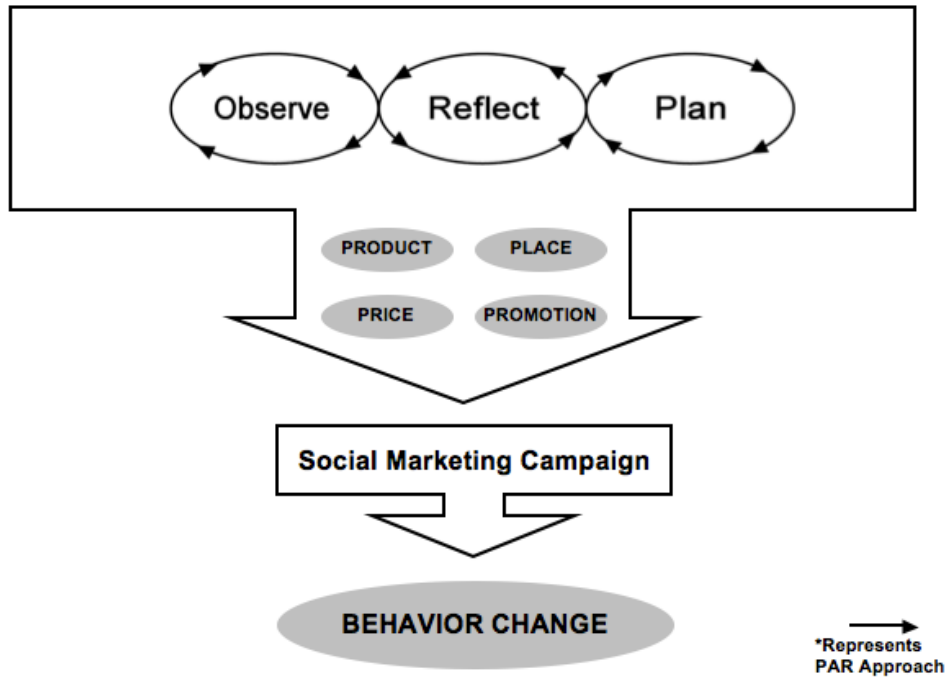 Observe Reflect Plan
PRODUCT PLACE
PRICE PROMOTION
Social Marketing Campaign
BEHAVIOR CHANGE
*Represents
PAR Approach